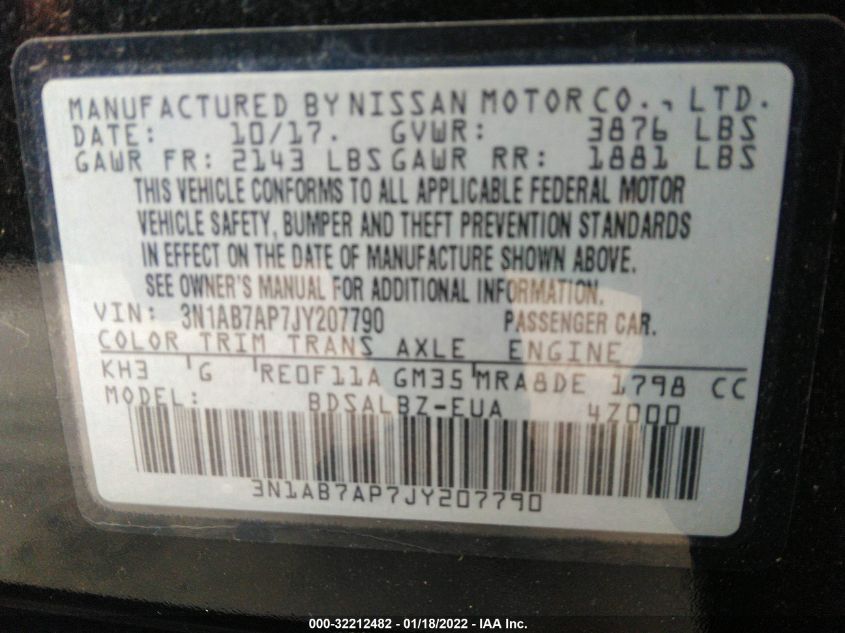 MANUFACTURED BY NISSAN MOTOR CO., LTD.
DATE: 10/17. GVWR: 3876 LBS
GAWR FR: 2143 LBS GAWR RR: 1881 LBS
THIS VEHICLE CONFORMS TO ALL APPLICABLE FEDERAL MOTOR
VEHICLE SAFETY, BUMPER AND THEFT PREVENTION STANDARDS
IN EFFECT ON THE DATE OF MANUFACTURE SHOWN ABOVE.
SEE OWNER'S MANUAL FOR ADDITIONAL INFORMATION.
VIN: 3N1AB7AP7JY207790 PASSENGER CAR.
COLOR TRIM TRANS AXLE ENGINE
KH3 G RE0F11A GM35 MRA8DE 1798 CC
MODEL: BDSALBZ-EUA 4Z000
3N1AB7AP7JY207790
000-32212482 - 01/18/2022 - IAA Inc.